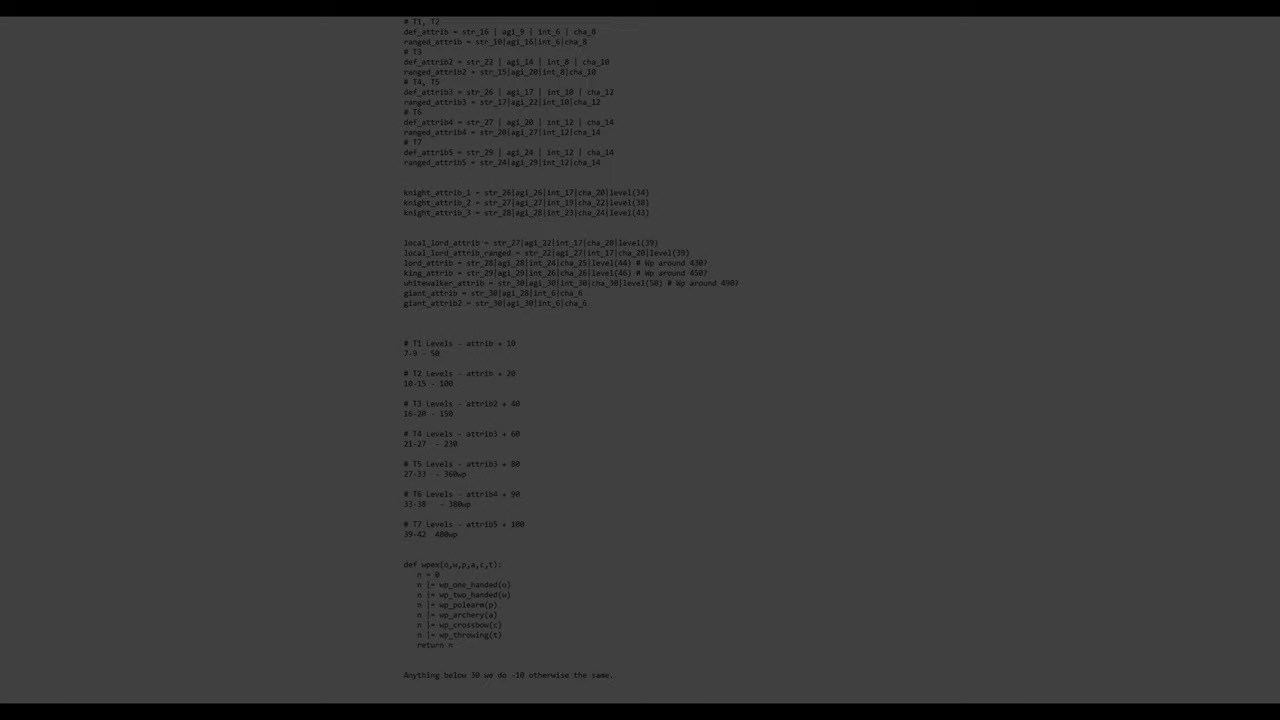 # T1, T2
def_attrib = str_16 | agi_9 | int_6 | cha_8
ranged_attrib = str_10|agi_16|int_6|cha_8
# T3
def_attrib2 = str_22 | agi_14 | int_8 | cha_10
ranged_attrib2 = str_15|agi_20|int_8|cha_10
# T4, T5
def_attrib3 = str_26 | agi_17 | int_10 | cha_12
ranged_attrib3 = str_17|agi_22|int_10|cha_12
# T6
def_attrib4 = str_27 | agi_20 | int_12 | cha_14
ranged_attrib4 = str_20|agi_27|int_12|cha_14
# T7
def_attrib5 = str_29 | agi_24 | int_12 | cha_14
ranged_attrib5 = str_24|agi_29|int_12|cha_14
knight_attrib_1 = str_26|agi_26|int_17|cha_20|level(34)
knight_attrib_2 = str_27|agi_27|int_19|cha_22|level(38)
knight_attrib_3 = str_28|agi_28|int_23|cha_24|level(43)
local_lord_attrib = str_27|agi_22|int_17|cha_20|level(39)
local_lord_attrib_ranged = str_22|agi_27|int_17|cha_20|level(39)
lord_attrib = str_28|agi_28|int_24|cha_25|level(44) # Wp around 430?
king_attrib = str_29|agi_29|int_26|cha_26|level(46) # Wp around 450?
whitewalker_attrib = str_30|agi_30|int_30|cha_30|level(50) # Wp around 490?
giant_attrib = str_30|agi_28|int_6|cha_6
giant_attrib2 = str_30|agi_30|int_6|cha_6
# T1 Levels - attrib + 10
7-9 - 50
# T2 Levels - attrib + 20
10-15 - 100
# T3 Levels - attrib2 + 40
16-20 - 150
# T4 Levels - attrib3 + 60
21-27  - 230
# T5 Levels - attrib3 + 80
27-33  - 360wp
# T6 Levels - attrib4 + 90
33-38   - 380wp
# T7 Levels - attrib5 + 100
39-42  400wp
def wpex(o,w,p,a,c,t):
   n = 0
   n |= wp_one_handed(o)
   n |= wp_two_handed(w)
   n |= wp_polearm(p)
   n |= wp_archery(a)
   n |= wp_crossbow(c)
   n |= wp_throwing(t)
   return n
Anything below 30 we do -10 otherwise the same.